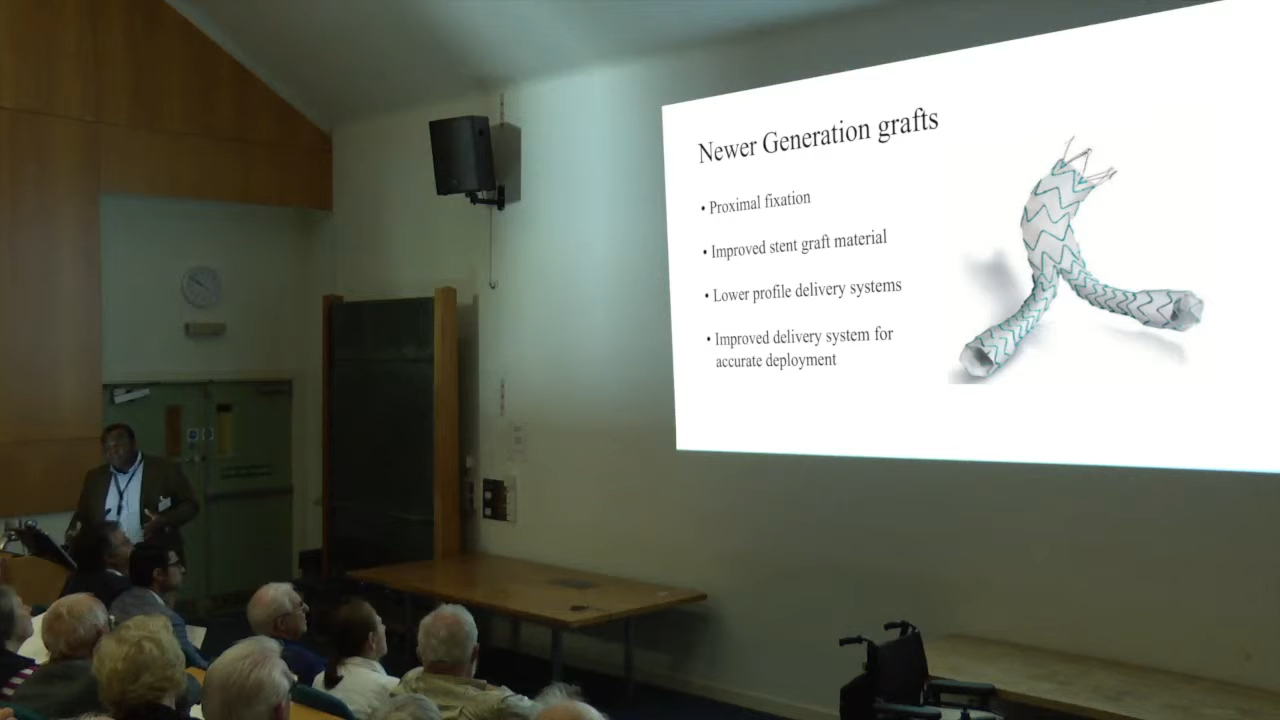 Newer Generation grafts
• Proximal fixation
• Improved stent graft material
• Lower profile delivery systems
• Improved delivery system for
accurate deployment